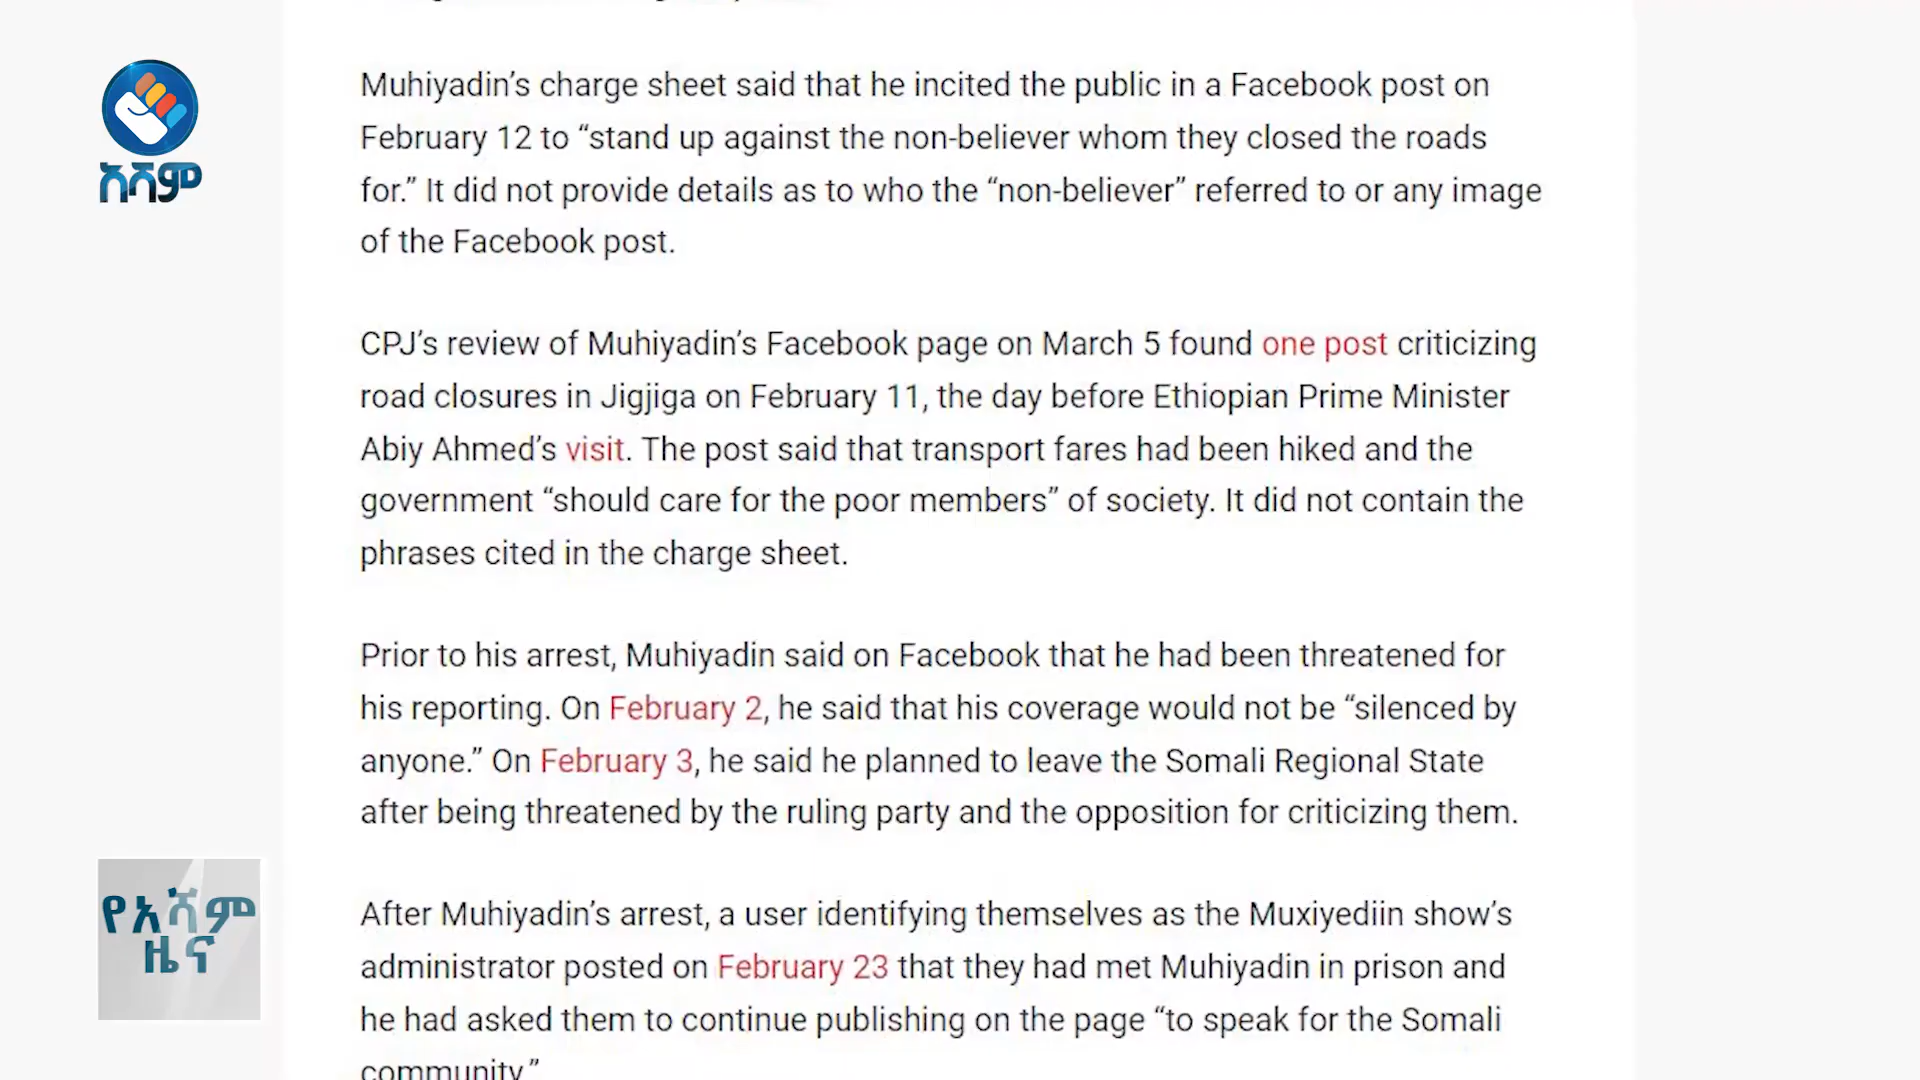 አሻም
Muhiyadin’s charge sheet said that he incited the public in a Facebook post on
February 12 to “stand up against the non-believer whom they closed the roads
for.” It did not provide details as to who the “non-believer” referred to or any image
of the Facebook post.
CPJ’s review of Muhiyadin’s Facebook page on March 5 found one post criticizing
road closures in Jigjiga on February 11, the day before Ethiopian Prime Minister
Abiy Ahmed’s visit. The post said that transport fares had been hiked and the
government “should care for the poor members” of society. It did not contain the
phrases cited in the charge sheet.
Prior to his arrest, Muhiyadin said on Facebook that he had been threatened for
his reporting. On February 2, he said that his coverage would not be “silenced by
anyone.” On February 3, he said he planned to leave the Somali Regional State
after being threatened by the ruling party and the opposition for criticizing them.
After Muhiyadin’s arrest, a user identifying themselves as the Muxiyediin show’s
administrator posted on February 23 that they had met Muhiyadin in prison and
he had asked them to continue publishing on the page “to speak for the Somali
community.”
የአሻም
ዜና